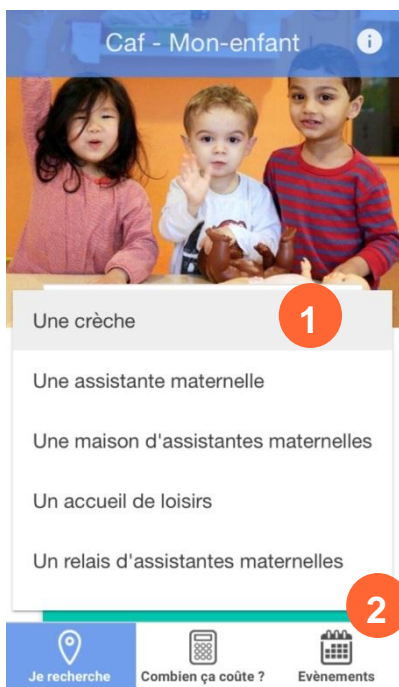 Caf - Mon-enfant i
Une crèche 1
Une assistante maternelle
Une maison d'assistantes maternelles
Un accueil de loisirs
Un relais d'assistantes maternelles
2
Je recherche Combien ça coûte ? Evènements